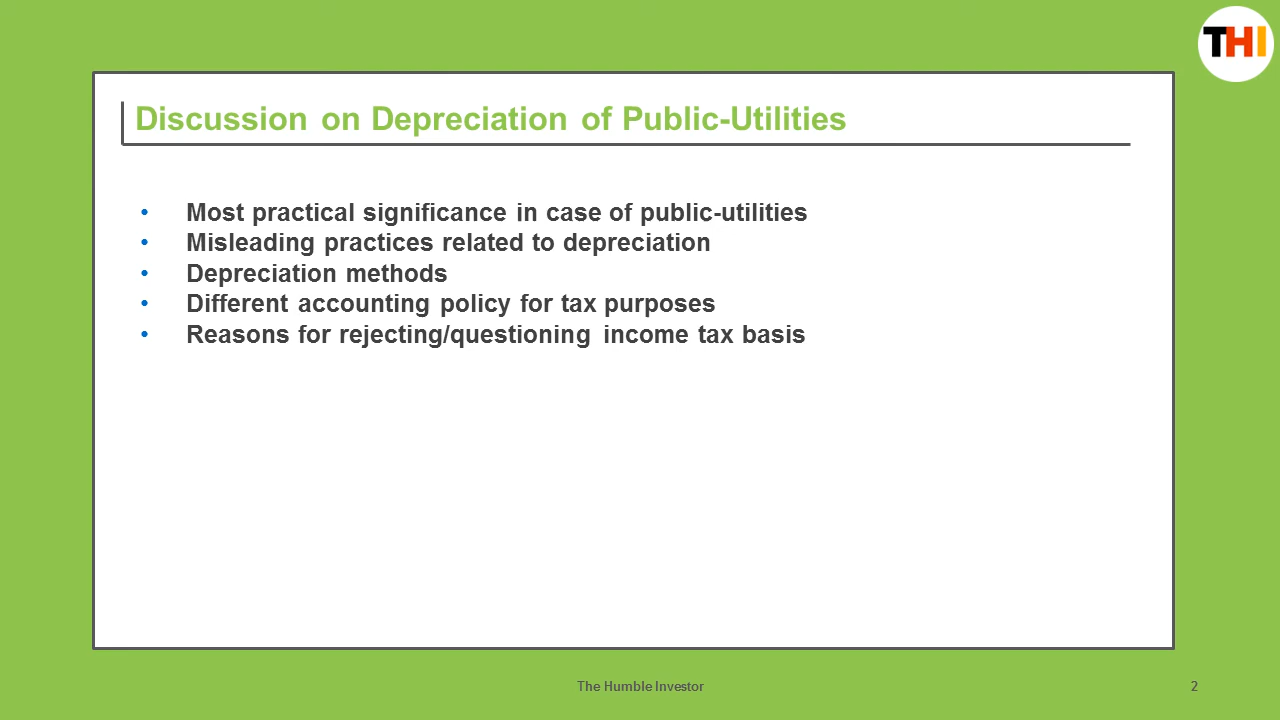 THI
Discussion on Depreciation of Public-Utilities
• Most practical significance in case of public-utilities
• Misleading practices related to depreciation
• Depreciation methods
• Different accounting policy for tax purposes
• Reasons for rejecting/questioning income tax basis
The Humble Investor
2